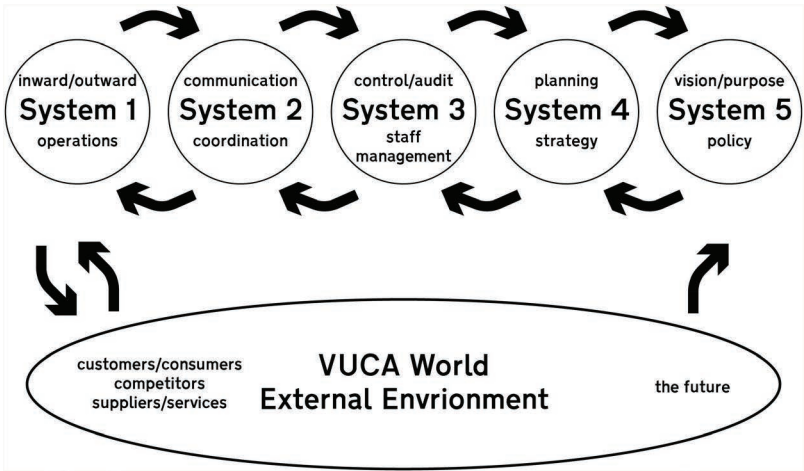 inward/outward
System 1
operations
communication
System 2
coordination
control/audit
System 3
staff
management
planning
System 4
strategy
vision/purpose
System 5
policy
customers/consumers
competitors
suppliers/services
VUCA World
External Envrionment
the future